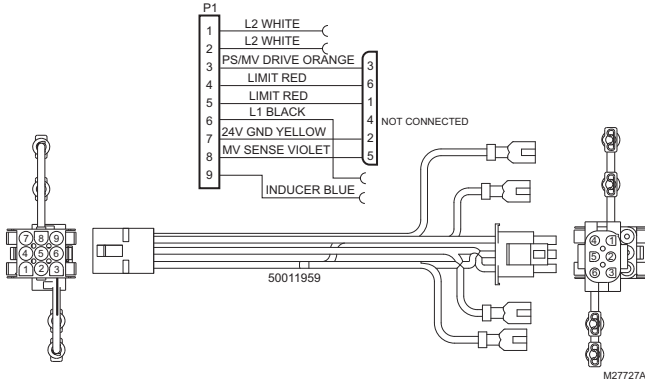 P1
1 L2 WHITE
2 L2 WHITE
3 PS/MV DRIVE ORANGE 3
4 LIMIT RED 6
5 LIMIT RED 1
6 L1 BLACK 4 NOT CONNECTED
7 24V GND YELLOW 2
8 MV SENSE VIOLET 5
9 INDUCER BLUE
7 8 9
4 5 6
1 2 3
50011959
4 1
5 2
6 3
M27727A